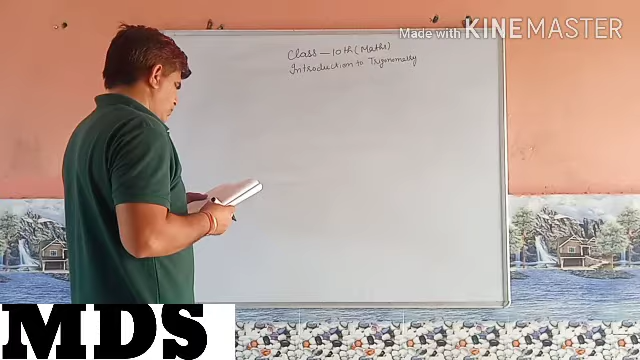 Made with KINEMASTER
Class - 10th (Maths)
Introduction to Trigonometry
MDS